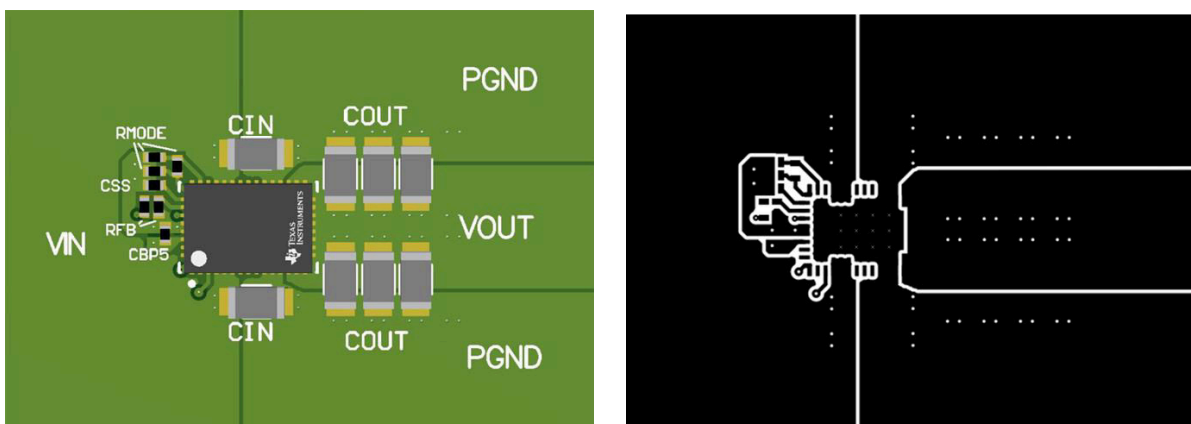 PGND
COUT
CIN
RMODE
CSS
RFB
VIN
CBP5
TEXAS
INSTRUMENTS
VOUT
CIN
COUT
PGND